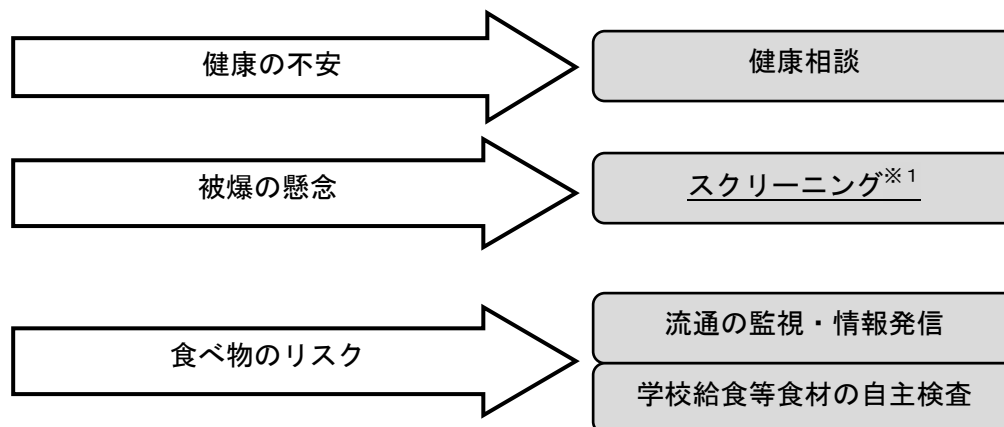 健康の不安
健康相談
被爆の懸念
スクリーニング※1
食べ物のリスク
流通の監視・情報発信
学校給食等食材の自主検査